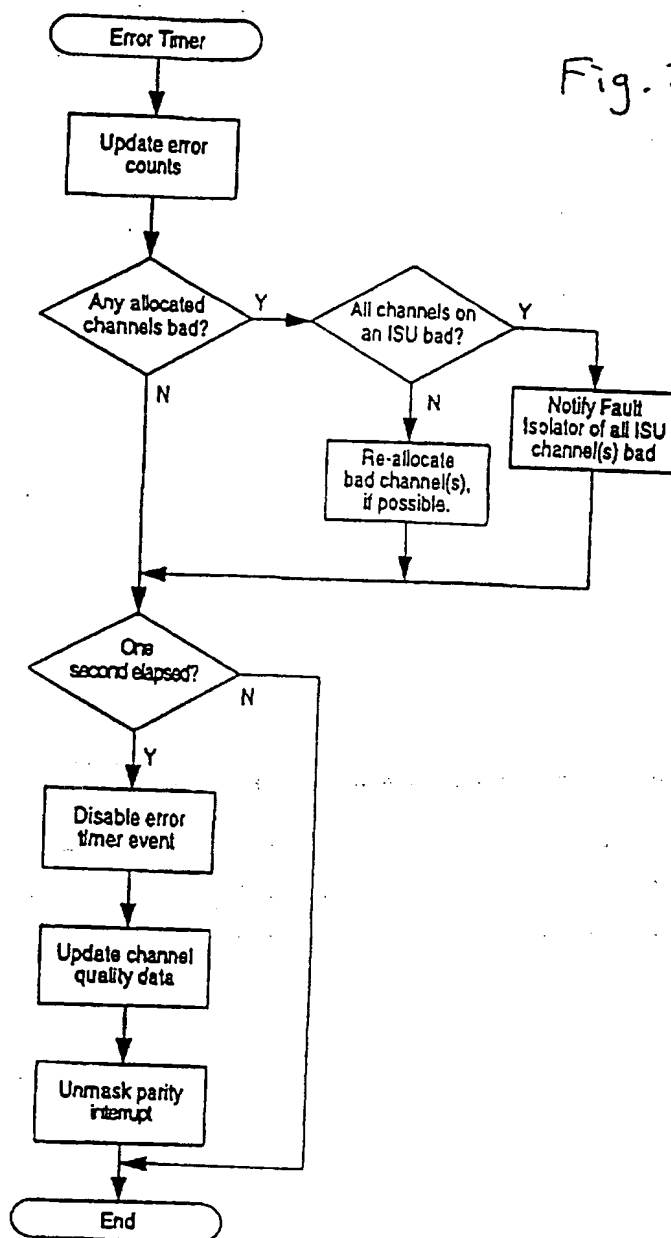 Error Timer
Fig.
Update error
counts
Any allocated
channels bad?
Y
N
All channels on
an ISU bad?
Y
N
Notify Fault
Isolator of all ISU
channel(s) bad
Re-allocate
bad channel(s),
if possible.
One
second elapsed?
N
Y
Disable error
timer event
Update channel
quality data
Unmask parity
interrupt
End